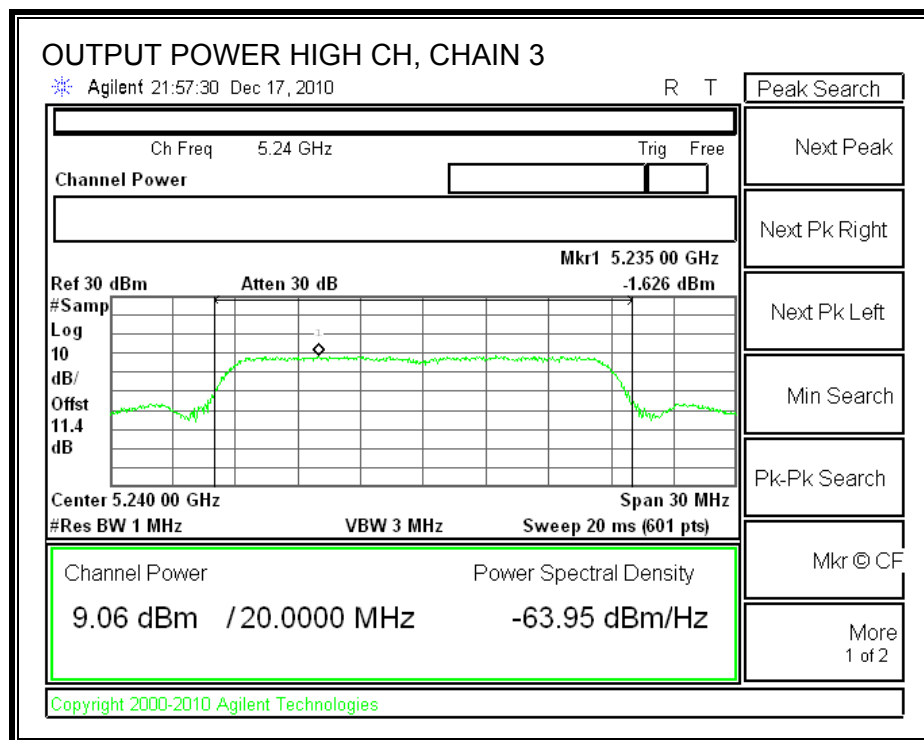 OUTPUT POWER HIGH CH, CHAIN 3
Agilent 21:57:30 Dec 17, 2010 R T
Peak Search
Ch Freq 5.24 GHz Trig Free
Next Peak
Channel Power
Next Pk Right
Mkr1 5.235 00 GHz
Ref 30 dBm Atten 30 dB -1.626 dBm
#Samp
Log
10
dB/
Offst
11.4
dB
1
Next Pk Left
Min Search
Pk-Pk Search
Center 5.240 00 GHz Span 30 MHz
#Res BW 1 MHz VBW 3 MHz Sweep 20 ms (601 pts)
Mkr © CF
Channel Power Power Spectral Density
9.06 dBm / 20.0000 MHz -63.95 dBm/Hz
More
1 of 2
Copyright 2000-2010 Agilent Technologies